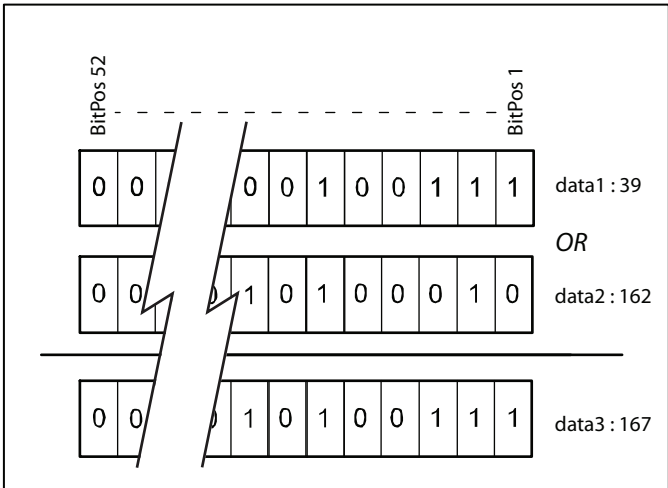 BitPos 52
BitPos 1
0 0 0 0 1 0 0 1 1 1 data1 : 39
OR
0 0 0 1 0 1 0 0 0 1 0 data2 : 162
0 0 0 1 0 1 0 0 1 1 1 data3 : 167